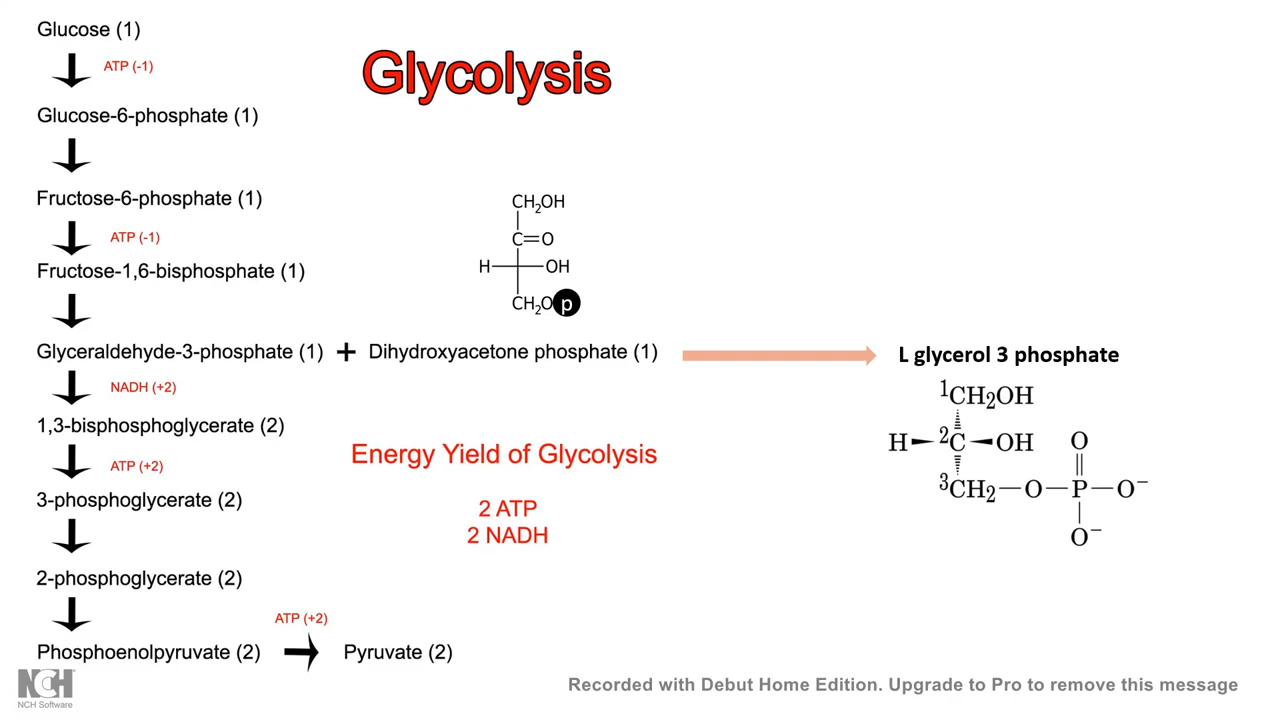 Glucose (1)
ATP (-1)
Glycolysis
Glucose-6-phosphate (1)
Fructose-6-phosphate (1)
ATP (-1)
Fructose-1,6-bisphosphate (1)
CH2OH
C=O
H OH
CH2O p
Glyceraldehyde-3-phosphate (1) + Dihydroxyacetone phosphate (1)
L glycerol 3 phosphate
NADH (+2)
1,3-bisphosphoglycerate (2)
ATP (+2)
3-phosphoglycerate (2)
2-phosphoglycerate (2)
ATP (+2)
Phosphoenolpyruvate (2) Pyruvate (2)
Energy Yield of Glycolysis
2 ATP
2 NADH
1CH2OH
H 2C OH O
3CH2—O—P—O−
O−
NCH
NCH Software
Recorded with Debut Home Edition. Upgrade to Pro to remove this message